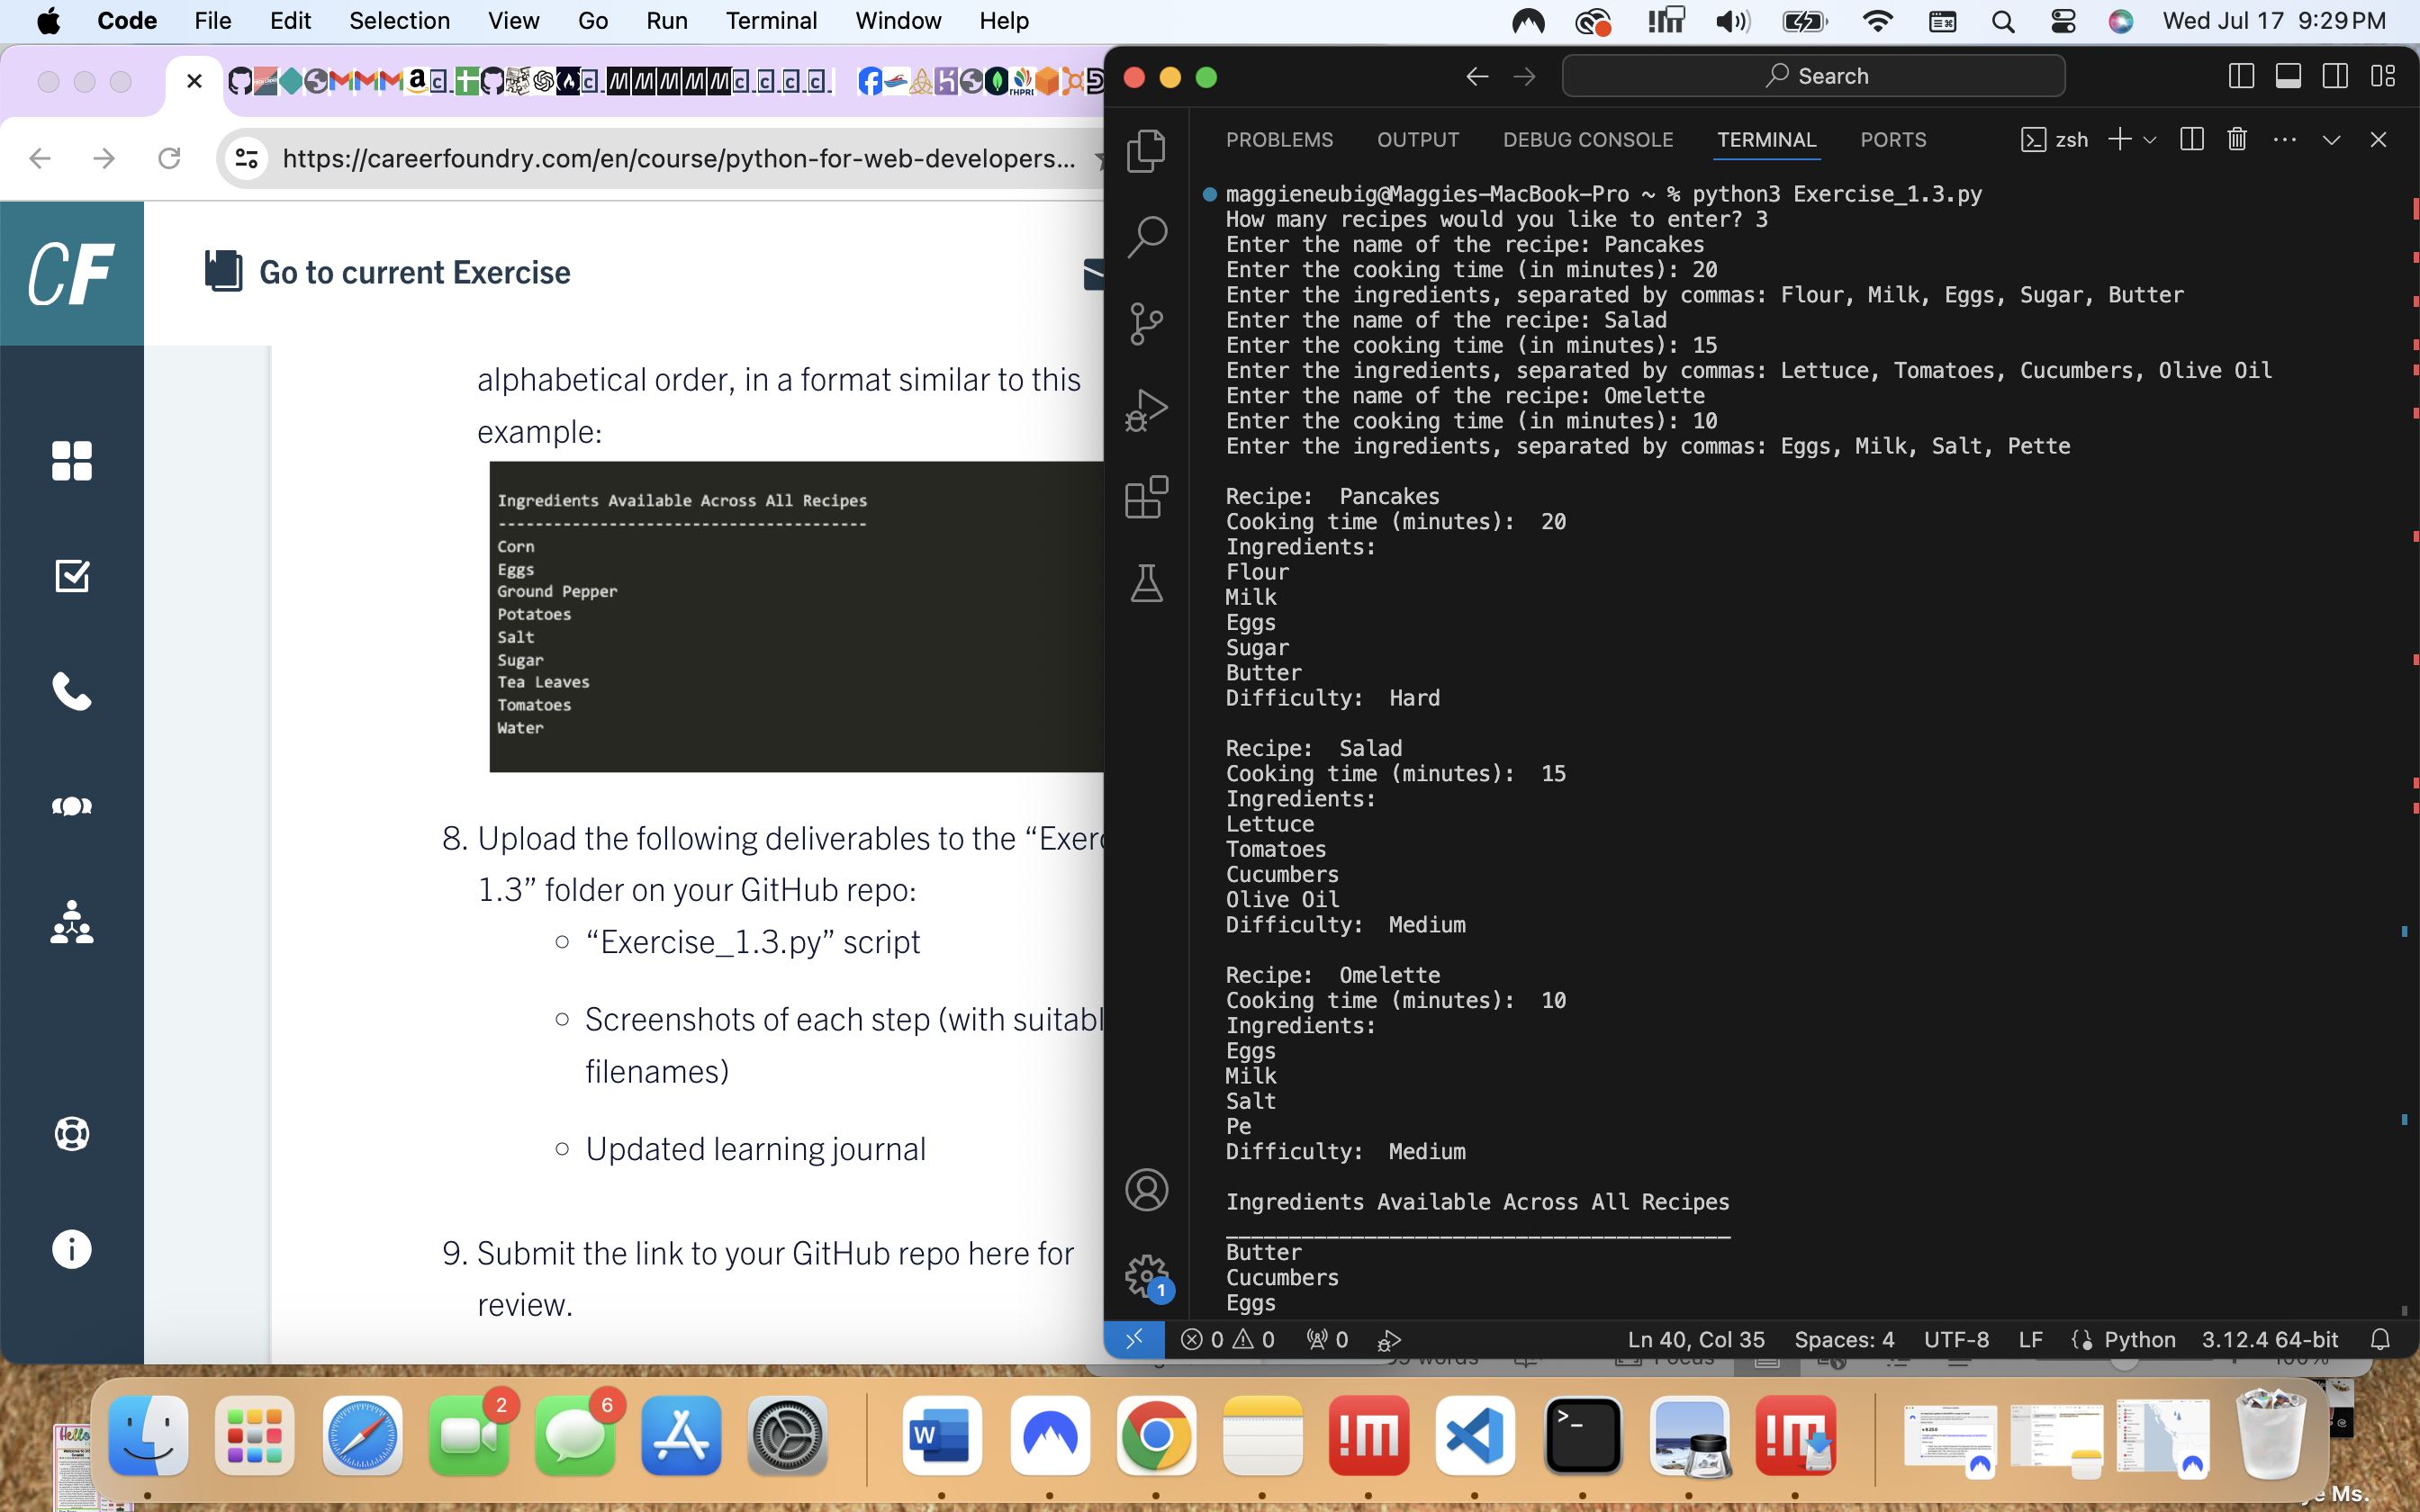 Code File Edit Selection View Go Run Terminal Window Help
Wed Jul 17 9:29 PM
https://careerfoundry.com/en/course/python-for-web-developers...
CF
Go to current Exercise
alphabetical order, in a format similar to this
example:
Ingredients Available Across All Recipes
----------------------------------------
Corn
Eggs
Ground Pepper
Potatoes
Salt
Sugar
Tea Leaves
Tomatoes
Water
8. Upload the following deliverables to the “Exerc
1.3” folder on your GitHub repo:
“Exercise_1.3.py” script
Screenshots of each step (with suitabl
filenames)
Updated learning journal
9. Submit the link to your GitHub repo here for
review.
Search
PROBLEMS OUTPUT DEBUG CONSOLE TERMINAL PORTS
zsh
maggieneubig@Maggies-MacBook-Pro ~ % python3 Exercise_1.3.py
How many recipes would you like to enter? 3
Enter the name of the recipe: Pancakes
Enter the cooking time (in minutes): 20
Enter the ingredients, separated by commas: Flour, Milk, Eggs, Sugar, Butter
Enter the name of the recipe: Salad
Enter the cooking time (in minutes): 15
Enter the ingredients, separated by commas: Lettuce, Tomatoes, Cucumbers, Olive Oil
Enter the name of the recipe: Omelette
Enter the cooking time (in minutes): 10
Enter the ingredients, separated by commas: Eggs, Milk, Salt, Pette
Recipe:  Pancakes
Cooking time (minutes):  20
Ingredients:
Flour
Milk
Eggs
Sugar
Butter
Difficulty:  Hard
Recipe:  Salad
Cooking time (minutes):  15
Ingredients:
Lettuce
Tomatoes
Cucumbers
Olive Oil
Difficulty:  Medium
Recipe:  Omelette
Cooking time (minutes):  10
Ingredients:
Eggs
Milk
Salt
Pe
Difficulty:  Medium
Ingredients Available Across All Recipes
________________________________________
Butter
Cucumbers
Eggs
1
0 0 0
Ln 40, Col 35 Spaces: 4 UTF-8 LF Python 3.12.4 64-bit
2
6
Hello
Ms.